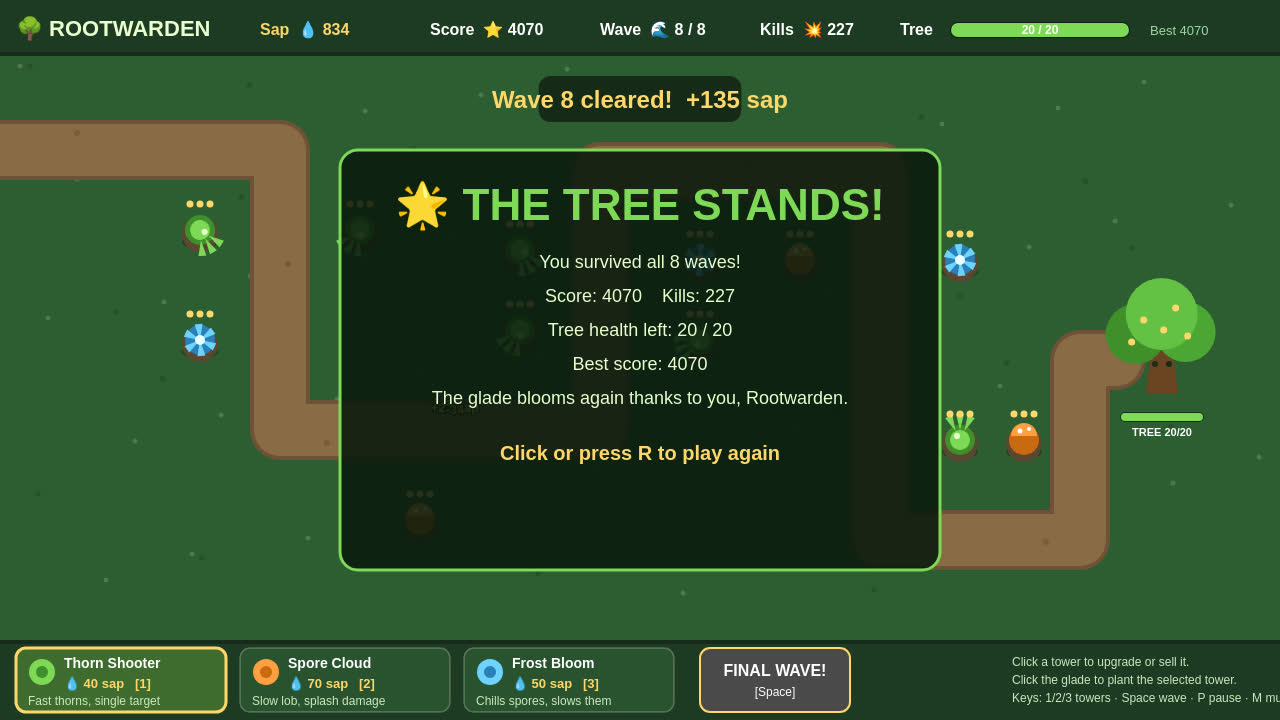 ROOTWARDEN Sap 834 Score 4070 Wave 8 / 8 Kills 227 Tree 20 / 20 Best 4070
Wave 8 cleared! +135 sap
THE TREE STANDS!
You survived all 8 waves!
Score: 4070 Kills: 227
Tree health left: 20 / 20
Best score: 4070
The glade blooms again thanks to you, Rootwarden.
Click or press R to play again
TREE 20/20
Thorn Shooter
40 sap [1]
Fast thorns, single target
Spore Cloud
70 sap [2]
Slow lob, splash damage
Frost Bloom
50 sap [3]
Chills spores, slows them
FINAL WAVE!
[Space]
Click a tower to upgrade or sell it.
Click the glade to plant the selected tower.
Keys: 1/2/3 towers · Space wave · P pause · M mu